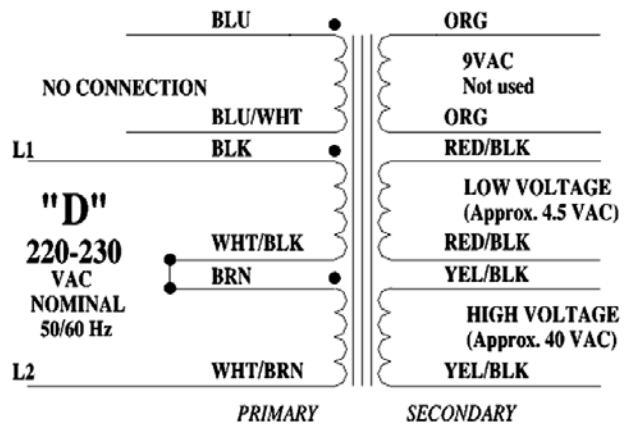 BLU
ORG
9VAC
Not used
NO CONNECTION
BLU/WHT
ORG
L1
BLK
RED/BLK
"D"
220-230
VAC
NOMINAL
50/60 Hz
LOW VOLTAGE
(Approx. 4.5 VAC)
WHT/BLK
RED/BLK
BRN
YEL/BLK
HIGH VOLTAGE
(Approx. 40 VAC)
L2
WHT/BRN
YEL/BLK
PRIMARY
SECONDARY